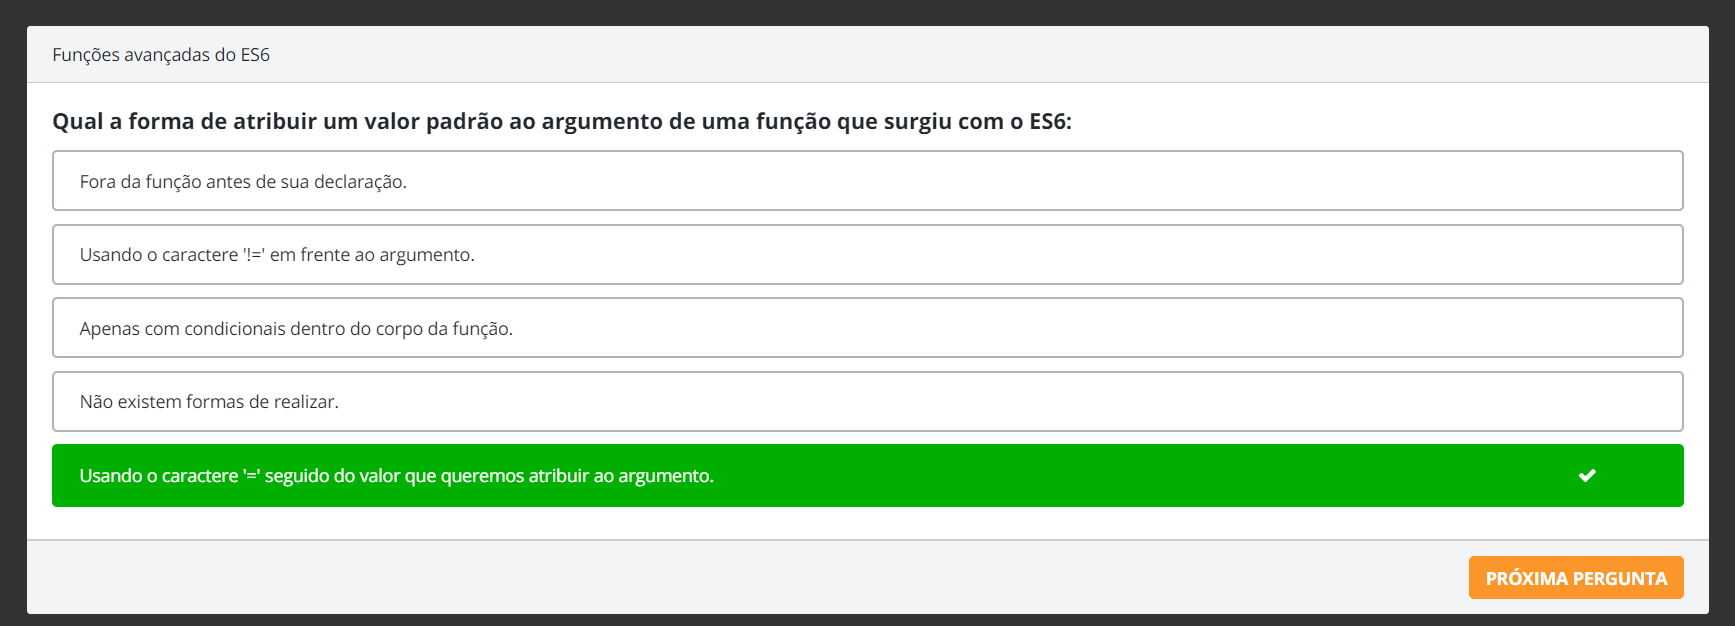 Funções avançadas do ES6
Qual a forma de atribuir um valor padrão ao argumento de uma função que surgiu com o ES6:
Fora da função antes de sua declaração.
Usando o caractere '!=' em frente ao argumento.
Apenas com condicionais dentro do corpo da função.
Não existem formas de realizar.
Usando o caractere '=' seguido do valor que queremos atribuir ao argumento.
PRÓXIMA PERGUNTA